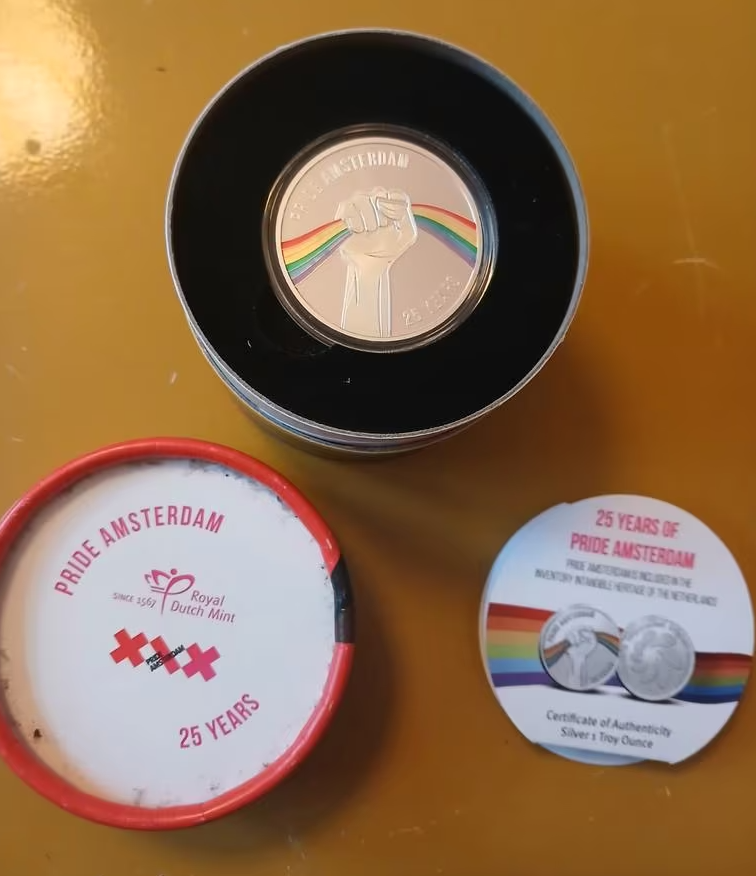 PRIDE AMSTERDAM
25 YEARS
PRIDE AMSTERDAM
SINCE 1567
Royal
Dutch Mint
PRIDE
AMSTERDAM
25 YEARS
25 YEARS OF
PRIDE AMSTERDAM
PRIDE AMSTERDAM IS INCLUDED IN THE
INVENTORY INTANGIBLE HERITAGE OF THE NETHERLANDS
Certificate of Authenticity
Silver 1 Troy Ounce